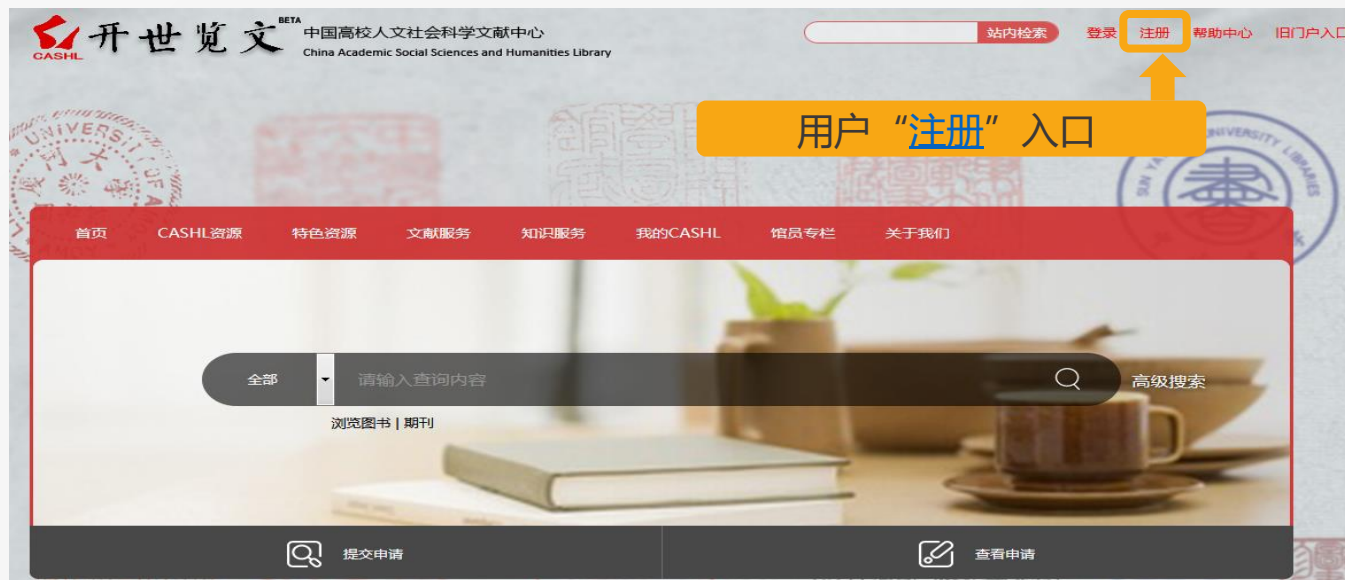 开世览文 BETA 中国高校人文社会科学文献中心
CASHL China Academic Social Sciences and Humanities Library
站内检索 登录 注册 帮助中心 旧门户入口
用户“注册”入口
首页 CASHL资源 特色资源 文献服务 知识服务 我的CASHL 馆员专栏 关于我们
全部 请输入查询内容 高级搜索
浏览图书 | 期刊
提交申请 查看申请